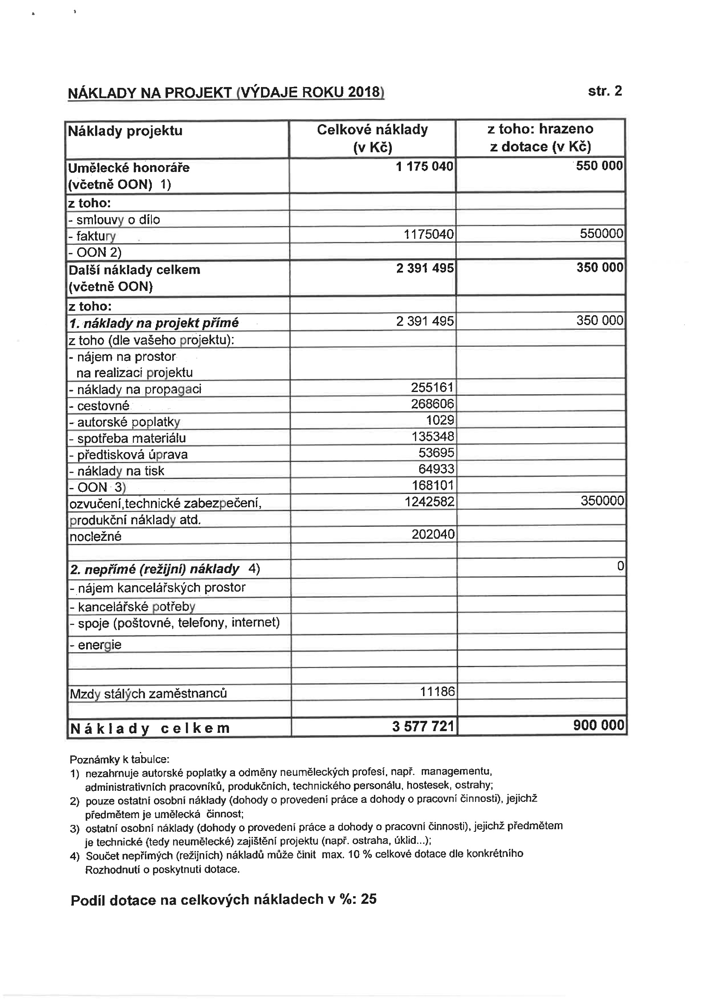 NÁKLADY NA PROJEKT (VÝDAJE ROKU 2018) str. 2
Náklady projektu Celkové náklady z toho: hrazeno
(v Kč) z dotace (v Kč)
Umělecké honoráře 1 175 040 550 000
(včetně OON) 1)
z toho:
- smlouvy o dílo
- faktury 1175040 550000
- OON 2)
Další náklady celkem 2 391 495 350 000
(včetně OON)
z toho:
1. náklady na projekt přímé 2 391 495 350 000
z toho (dle vašeho projektu):
- nájem na prostor
na realizaci projektu
- náklady na propagaci 255161
- cestovné 268606
- autorské poplatky 1029
- spotřeba materiálu 135348
- předtisková úprava 53695
- náklady na tisk 64933
- OON 3) 168101
ozvučení,technické zabezpečení, 1242582 350000
produkční náklady atd.
nocležné 202040
2. nepřímé (režijní) náklady 4) 0
- nájem kancelářských prostor
- kancelářské potřeby
- spoje (poštovné, telefony, internet)
- energie
Mzdy stálých zaměstnanců 11186
Náklady celkem 3 577 721 900 000
Poznámky k tabulce:
1) nezahrnuje autorské poplatky a odměny neuměleckých profesí, např. managementu,
administrativních pracovníků, produkčních, technického personálu, hostesek, ostrahy;
2) pouze ostatní osobní náklady (dohody o provedení práce a dohody o pracovní činnosti), jejichž
předmětem je umělecká činnost;
3) ostatní osobní náklady (dohody o provedení práce a dohody o pracovní činnosti), jejichž předmětem
je technické (tedy neumělecké) zajištění projektu (např. ostraha, úklid...);
4) Součet nepřímých (režijních) nákladů může činit max. 10 % celkové dotace dle konkrétního
Rozhodnutí o poskytnutí dotace.
Podíl dotace na celkových nákladech v %: 25